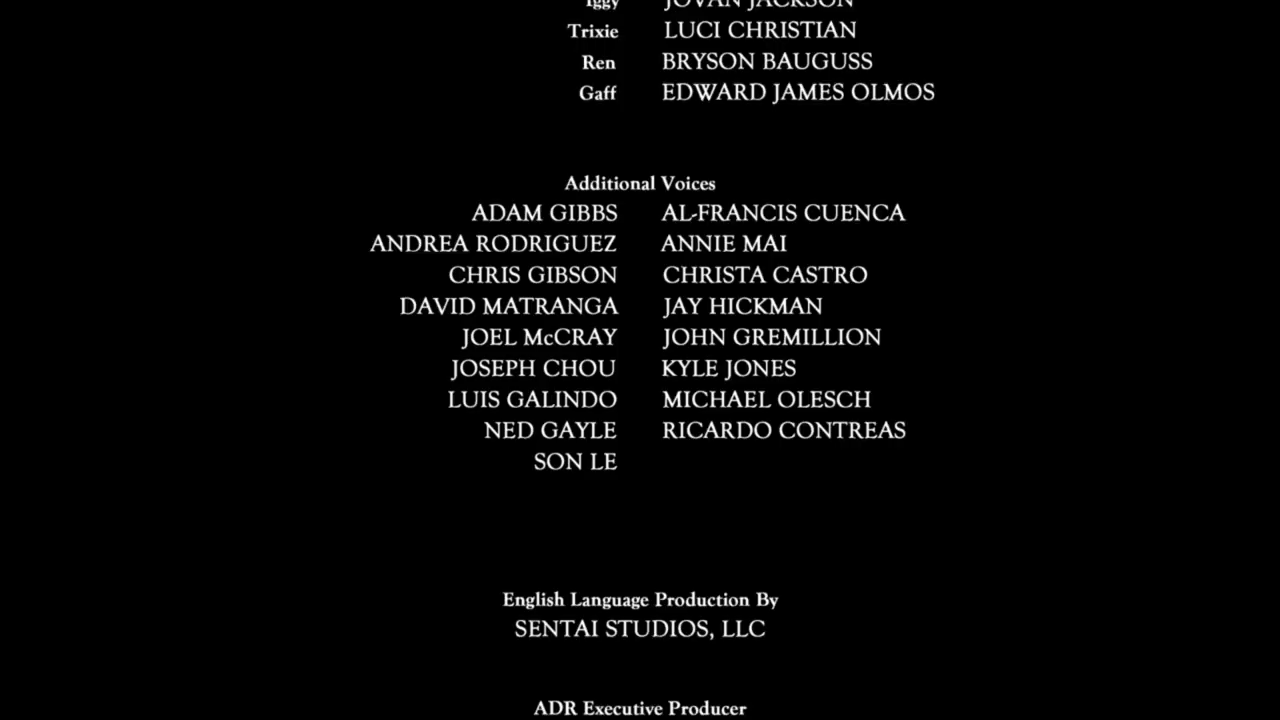 Iggy JOVAN JACKSON
Trixie LUCI CHRISTIAN
Ren BRYSON BAUGUSS
Gaff EDWARD JAMES OLMOS
Additional Voices
ADAM GIBBS AL-FRANCIS CUENCA
ANDREA RODRIGUEZ ANNIE MAI
CHRIS GIBSON CHRISTA CASTRO
DAVID MATRANGA JAY HICKMAN
JOEL McCRAY JOHN GREMILLION
JOSEPH CHOU KYLE JONES
LUIS GALINDO MICHAEL OLESCH
NED GAYLE RICARDO CONTREAS
SON LE
English Language Production By
SENTAI STUDIOS, LLC
ADR Executive Producer